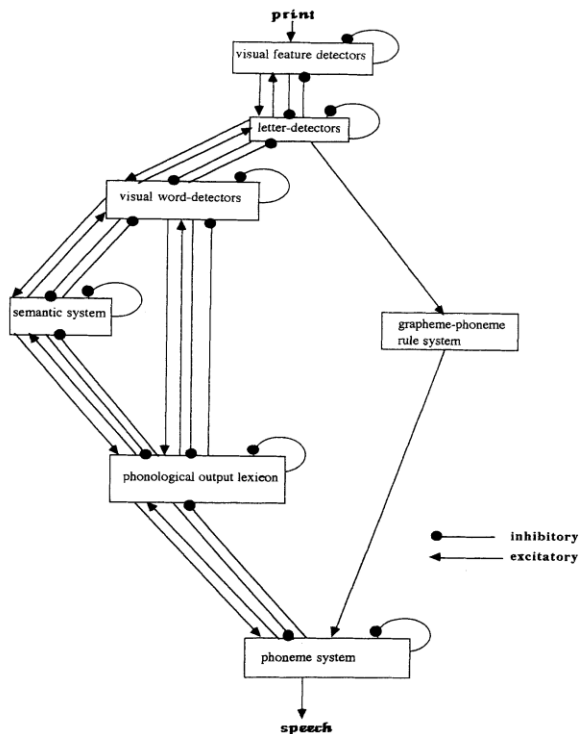 print
visual feature detectors
letter-detectors
visual word-detectors
semantic system
grapheme-phoneme
rule system
phonological output lexicon
inhibitory
excitatory
phoneme system
speech